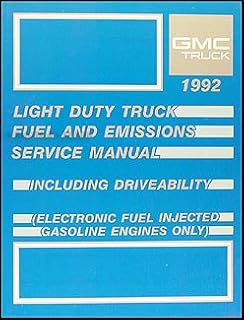 GMC
TRUCK
1992
LIGHT DUTY TRUCK
FUEL AND EMISSIONS
SERVICE MANUAL
INCLUDING DRIVEABILITY
(ELECTRONIC FUEL INJECTED)
(GASOLINE ENGINES ONLY)